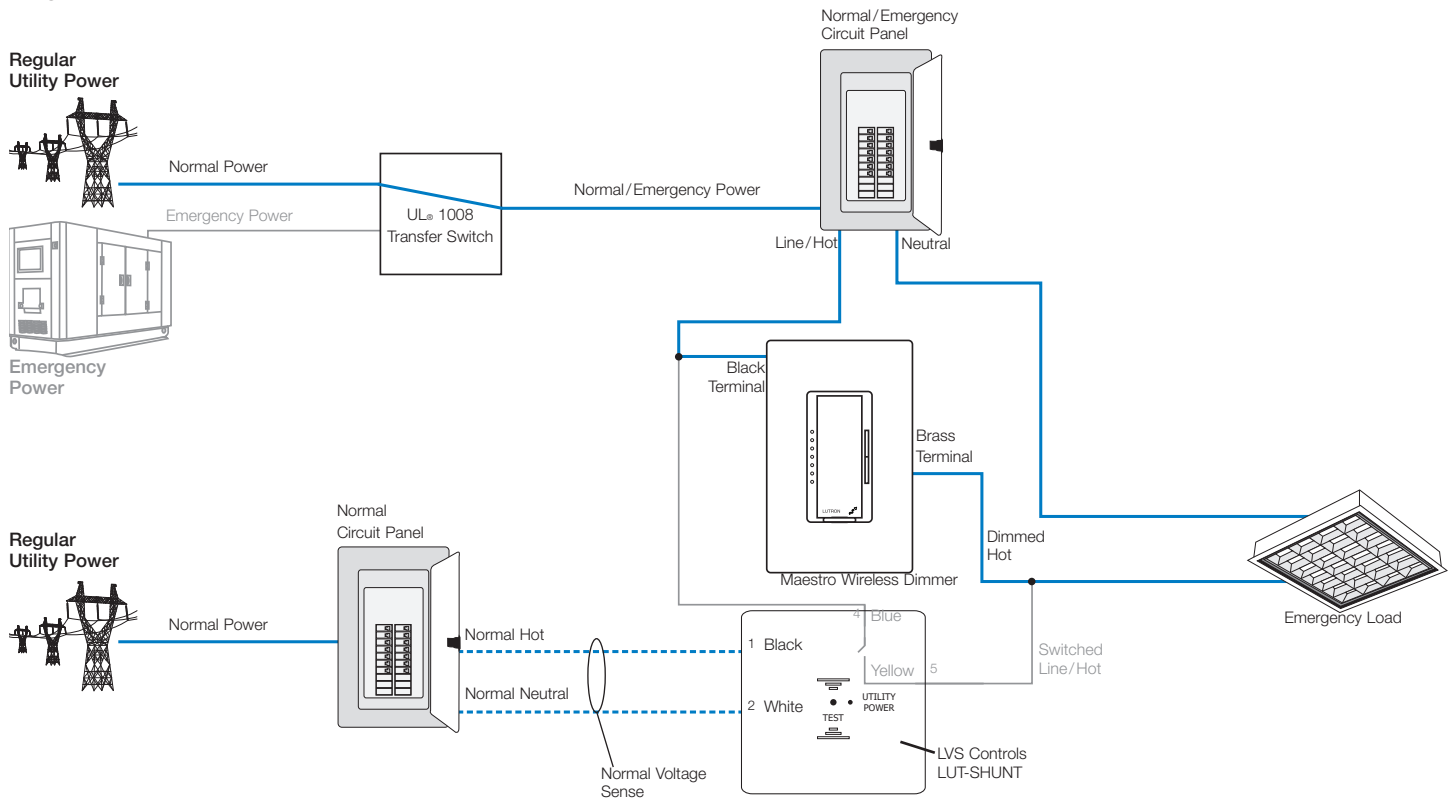 Normal/Emergency
Circuit Panel
Regular
Utility Power
Normal Power
Emergency Power
UL® 1008
Transfer Switch
Normal/Emergency Power
Line/Hot
Neutral
Emergency
Power
Black
Terminal
Brass
Terminal
LUTRON
Dimmed
Hot
Maestro Wireless Dimmer
Emergency Load
Normal
Circuit Panel
Regular
Utility Power
Normal Power
Normal Hot
Normal Neutral
Normal Voltage
Sense
1 Black
2 White
4 Blue
Yellow 5
Switched
Line/Hot
UTILITY
POWER
TEST
LVS Controls
LUT-SHUNT